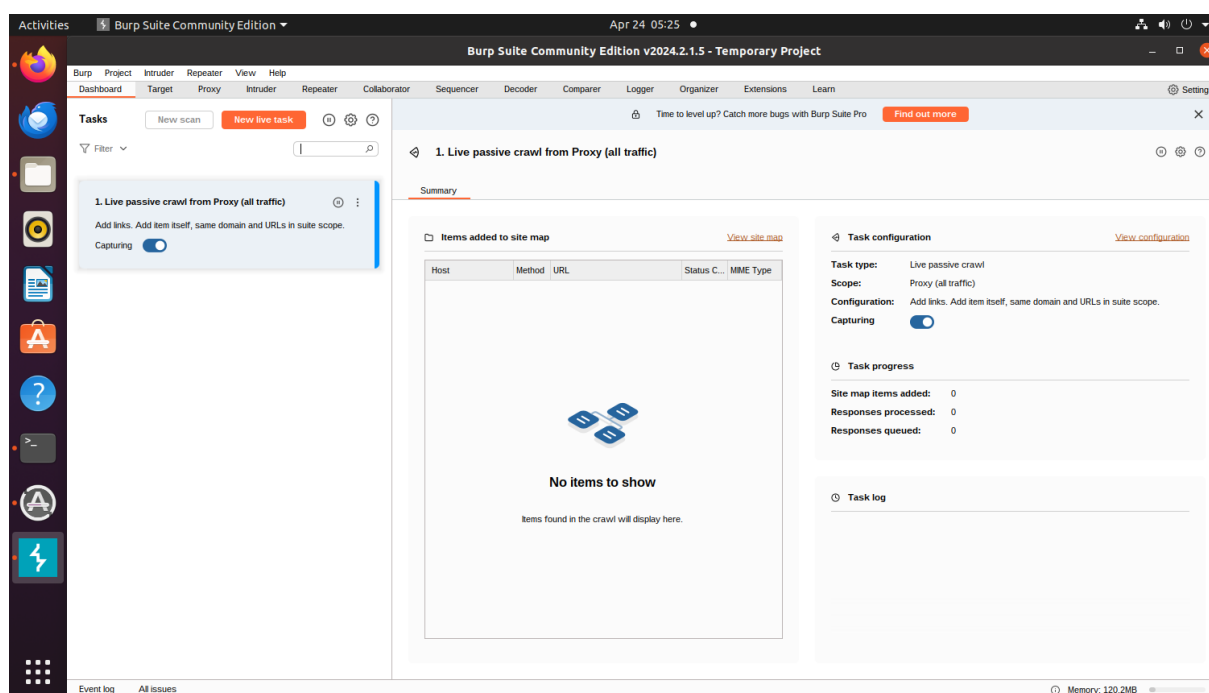 Activities Burp Suite Community Edition Apr 24 05:25
Burp Suite Community Edition v2024.2.1.5 - Temporary Project
Burp Project Intruder Repeater View Help
Dashboard Target Proxy Intruder Repeater Collaborator Sequencer Decoder Comparer Logger Organizer Extensions Learn Setting
Tasks New scan New live task
Time to level up? Catch more bugs with Burp Suite Pro Find out more
Filter
1. Live passive crawl from Proxy (all traffic)
Add links. Add item itself, same domain and URLs in suite scope.
Capturing
1. Live passive crawl from Proxy (all traffic)
Summary
Items added to site map View site map
Host Method URL Status C... MIME Type
No items to show
Items found in the crawl will display here.
Task configuration View configuration
Task type: Live passive crawl
Scope: Proxy (all traffic)
Configuration: Add links. Add item itself, same domain and URLs in suite scope.
Capturing
Task progress
Site map items added: 0
Responses processed: 0
Responses queued: 0
Task log
Event log All issues Memory: 120.2MB